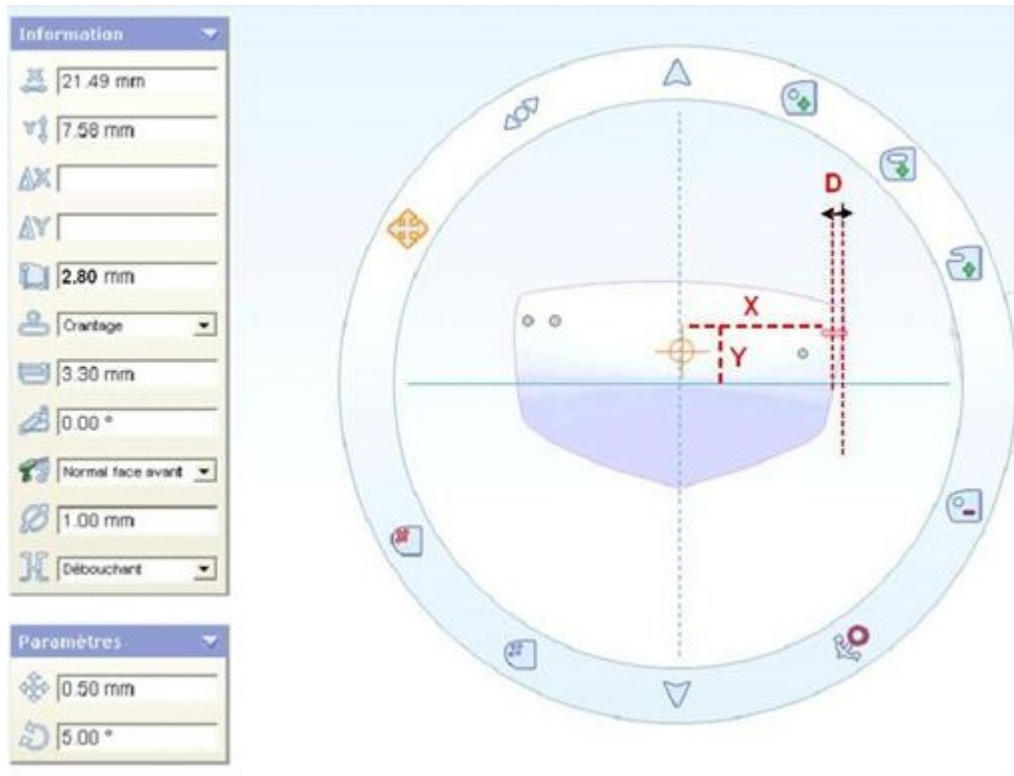 Information
21.49 mm
7.58 mm
ΔX
ΔY
2.80 mm
Crantage
3.30 mm
0.00 °
Normal face avant
1.00 mm
Débouchant
Paramètres
0.50 mm
5.00 °
D
X
Y